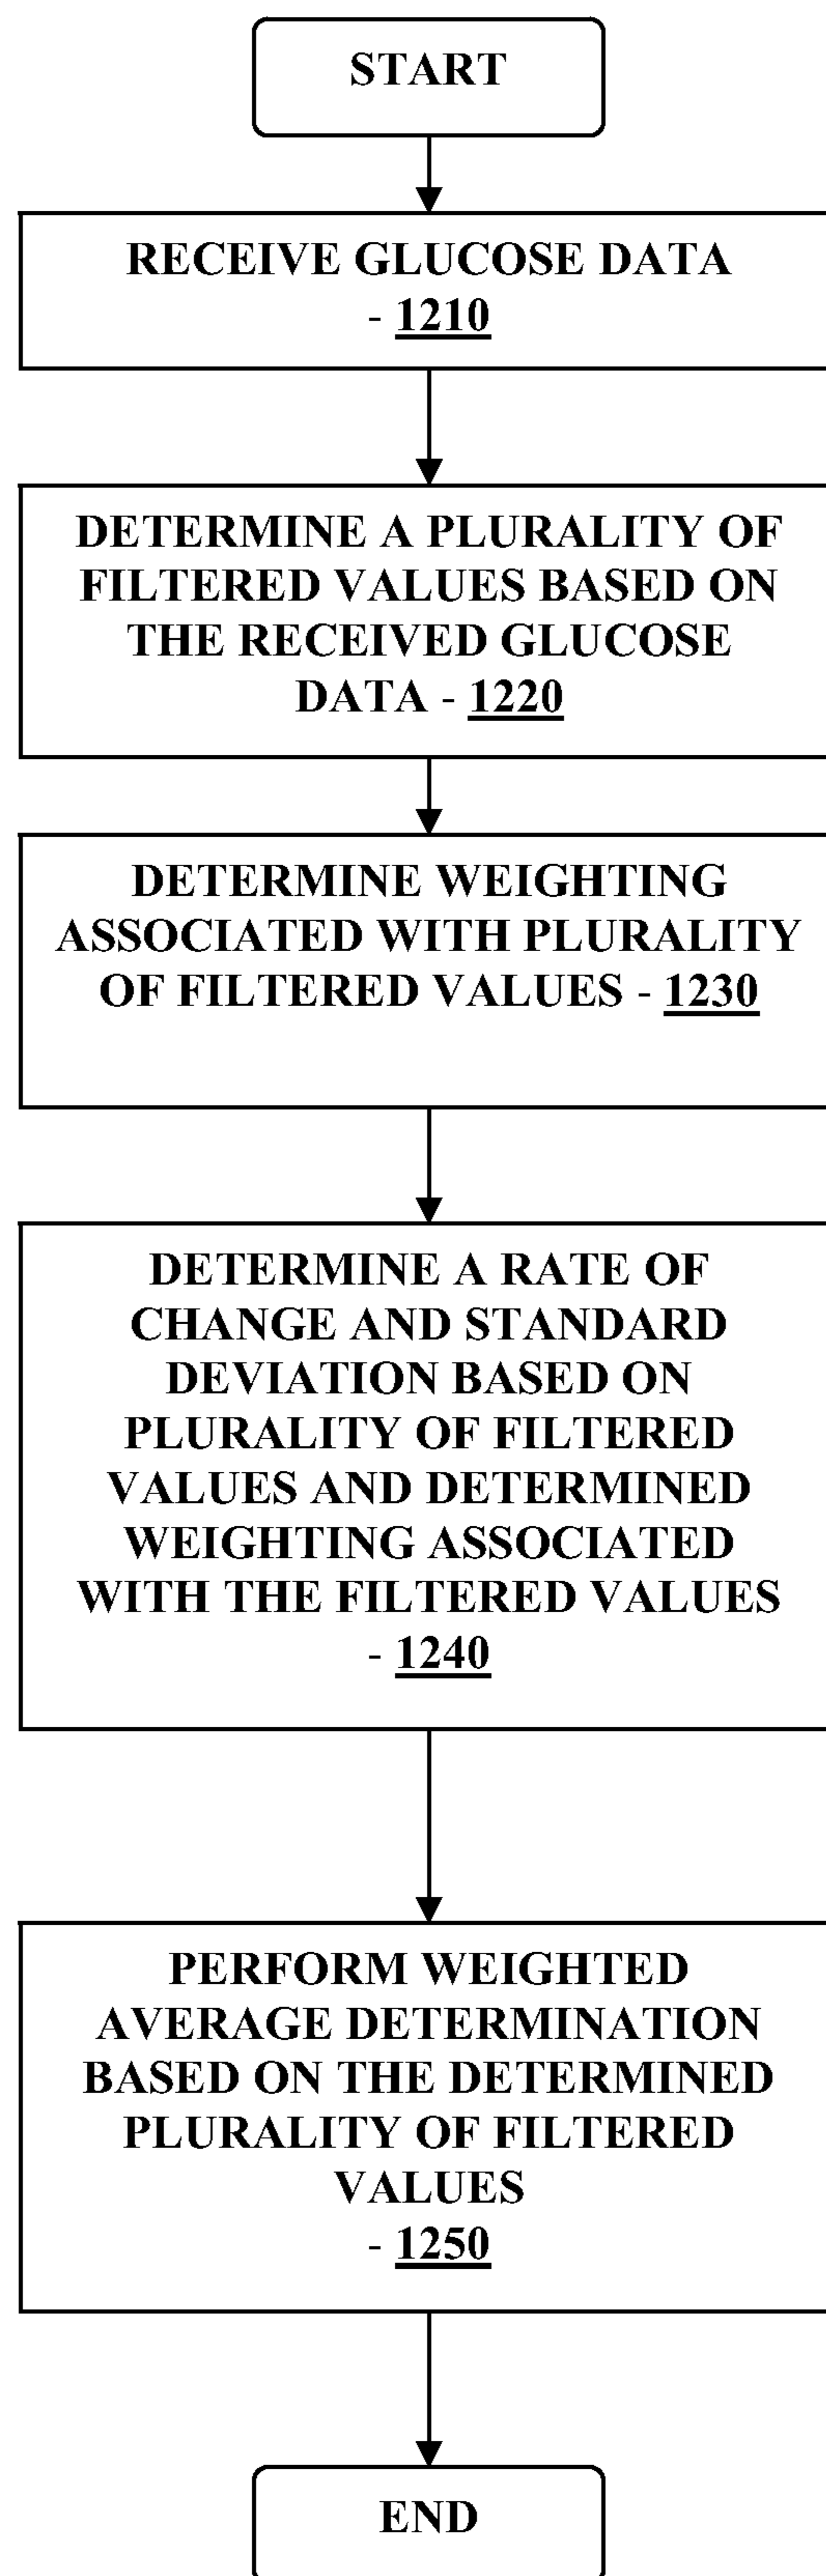 START
RECEIVE GLUCOSE DATA
- 1210
DETERMINE A PLURALITY OF
FILTERED VALUES BASED ON
THE RECEIVED GLUCOSE
DATA - 1220
DETERMINE WEIGHTING
ASSOCIATED WITH PLURALITY
OF FILTERED VALUES - 1230
DETERMINE A RATE OF
CHANGE AND STANDARD
DEVIATION BASED ON
PLURALITY OF FILTERED
VALUES AND DETERMINED
WEIGHTING ASSOCIATED
WITH THE FILTERED VALUES
- 1240
PERFORM WEIGHTED
AVERAGE DETERMINATION
BASED ON THE DETERMINED
PLURALITY OF FILTERED
VALUES
- 1250
END